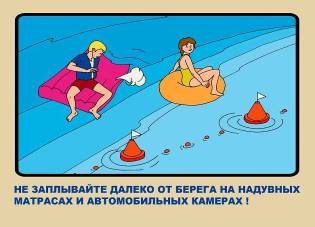 НЕ ЗАПЛЫВАЙТЕ ДАЛЕКО ОТ БЕРЕГА НА НАДУВНЫХ
МАТРАСАХ И АВТОМОБИЛЬНЫХ КАМЕРАХ !